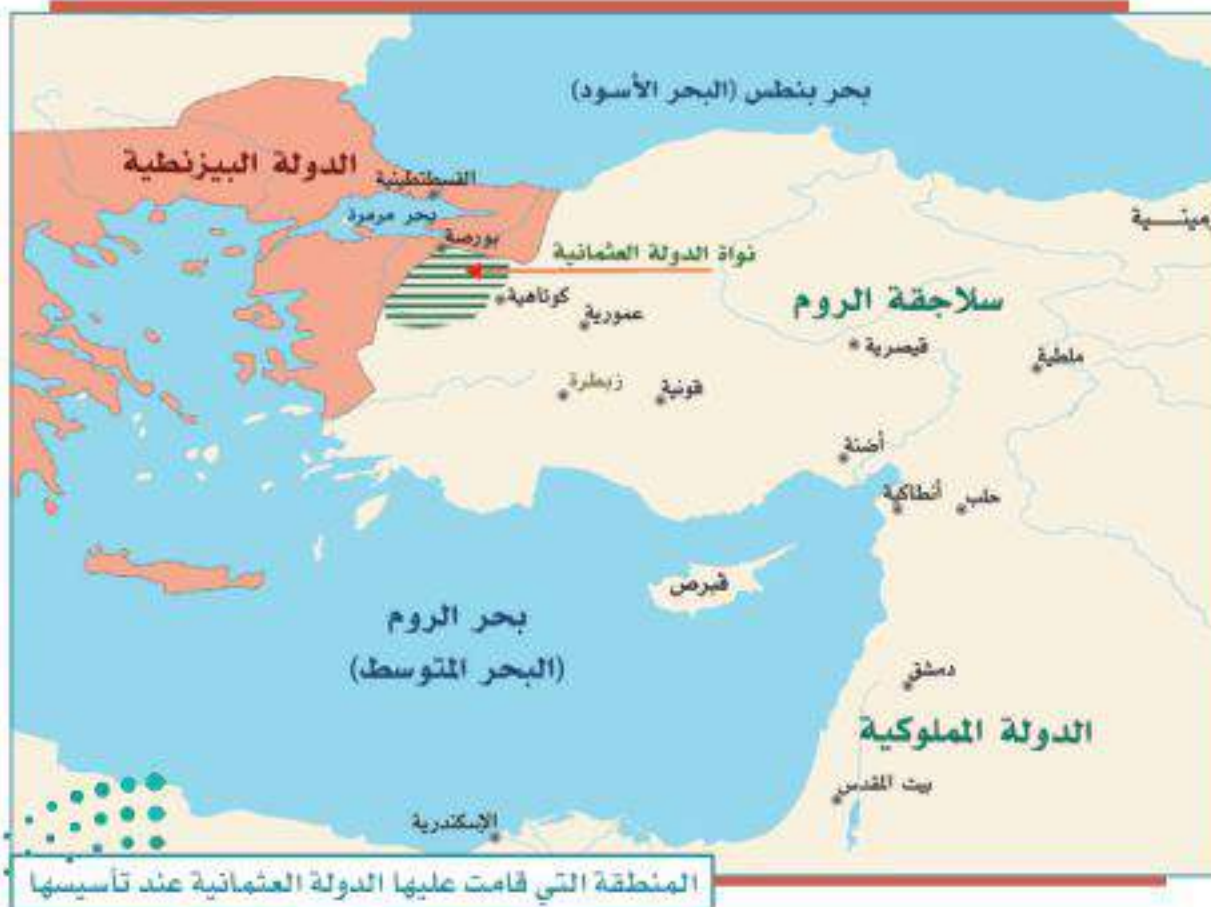 بحر بنطس (البحر الأسود)
الدولة البيزنطية
القسطنطينية
بحر مرمرة
بورصة
نواة الدولة العثمانية
كوتاهية
عمورية
سلاجقة الروم
قيصرية
ملطية
زبطرة
قونية
أضنة
أنطاكية
حلب
قبرص
بحر الروم
(البحر المتوسط)
دمشق
الدولة المملوكية
بيت المقدس
الإسكندرية
المنطقة التي قامت عليها الدولة العثمانية عند تأسيسها